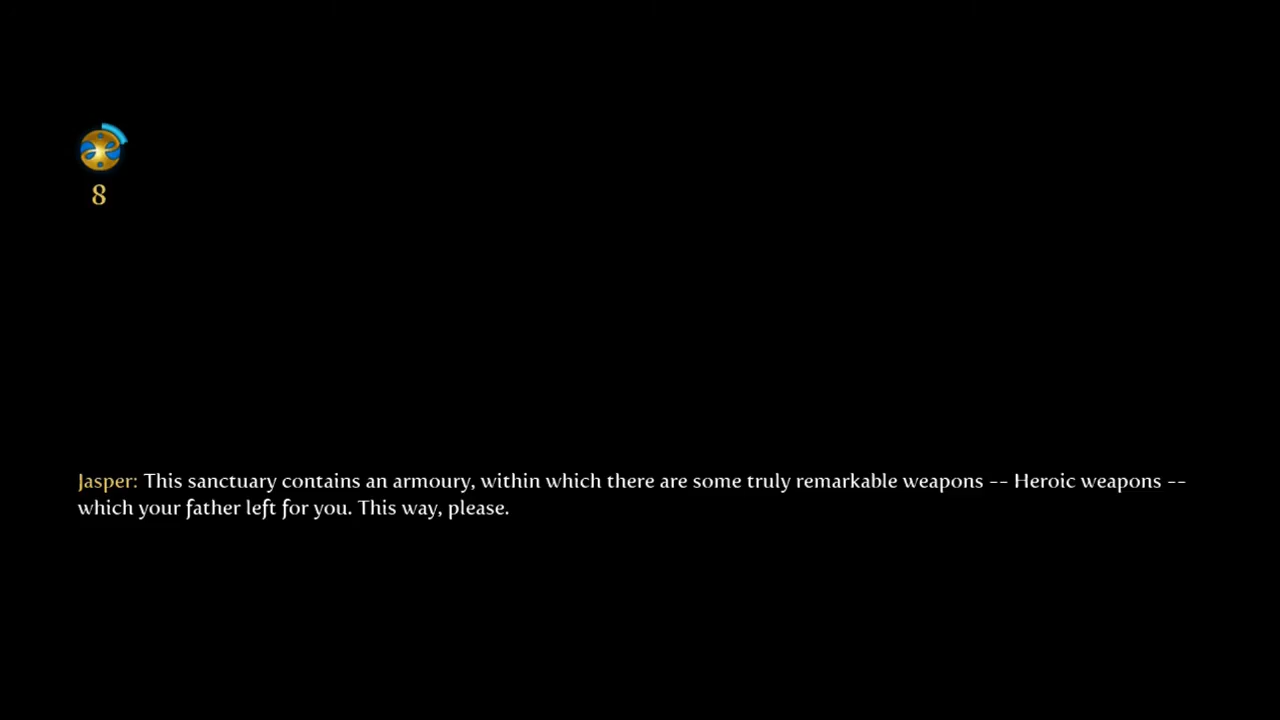 8
Jasper: This sanctuary contains an armoury, within which there are some truly remarkable weapons -- Heroic weapons --
which your father left for you. This way, please.